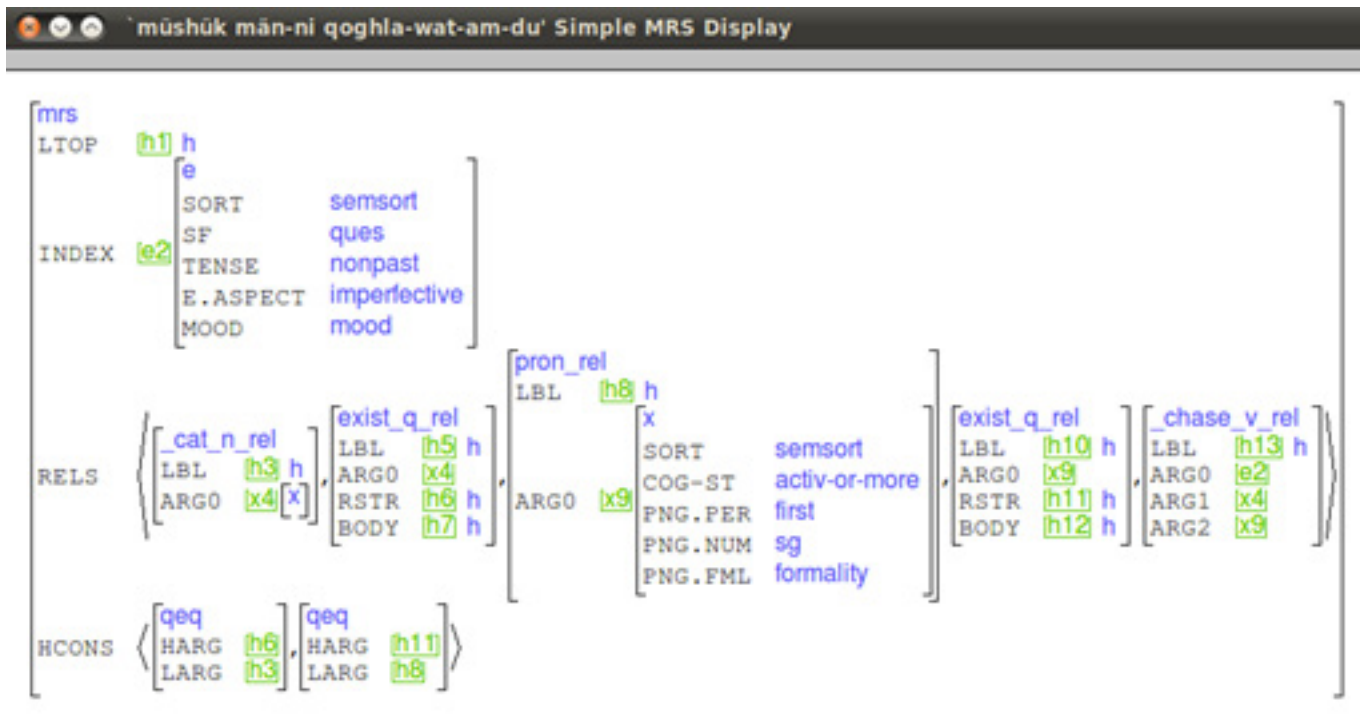 `müshük män-ni qoghla-wat-am-du' Simple MRS Display
mrs
LTOP h1 h
INDEX e2
e
SORT semsort
SF ques
TENSE nonpast
E.ASPECT imperfective
MOOD mood
RELS
_cat_n_rel
LBL h3 h
ARG0 x4 x
,
exist_q_rel
LBL h5 h
ARG0 x4
RSTR h6 h
BODY h7 h
,
pron_rel
LBL h8 h
ARG0 x9
x
SORT semsort
COG-ST activ-or-more
PNG.PER first
PNG.NUM sg
PNG.FML formality
,
exist_q_rel
LBL h10 h
ARG0 x9
RSTR h11 h
BODY h12 h
,
_chase_v_rel
LBL h13 h
ARG0 e2
ARG1 x4
ARG2 x9
HCONS
qeq
HARG h6
LARG h3
,
qeq
HARG h11
LARG h8